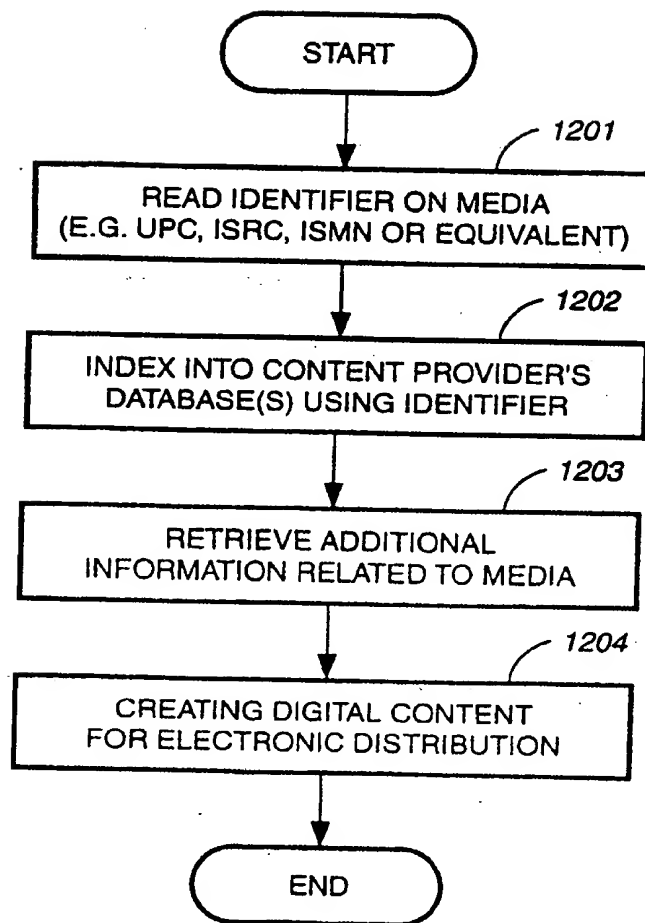 START
1201
READ IDENTIFIER ON MEDIA
(E.G. UPC, ISRC, ISMN OR EQUIVALENT)
1202
INDEX INTO CONTENT PROVIDER'S
DATABASE(S) USING IDENTIFIER
1203
RETRIEVE ADDITIONAL
INFORMATION RELATED TO MEDIA
1204
CREATING DIGITAL CONTENT
FOR ELECTRONIC DISTRIBUTION
END